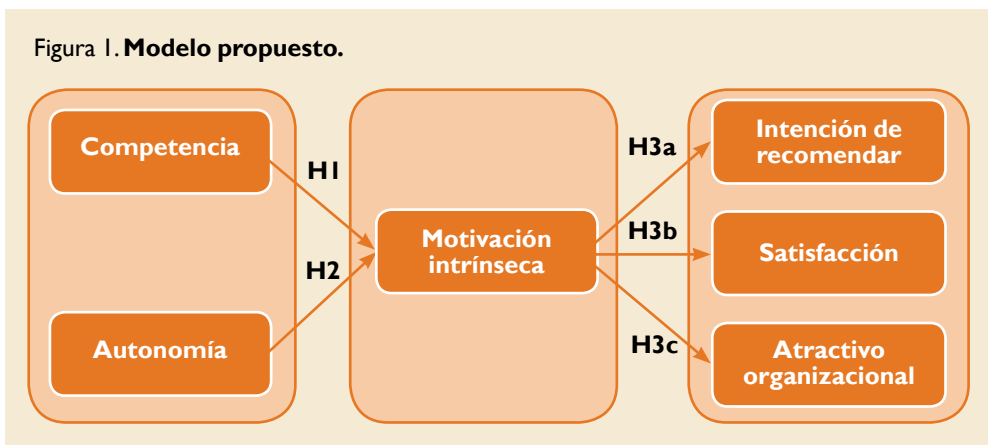 Figura 1. Modelo propuesto.
Competencia
Autonomía
H1
H2
Motivación
intrínseca
H3a
H3b
H3c
Intención de
recomendar
Satisfacción
Atractivo
organizacional